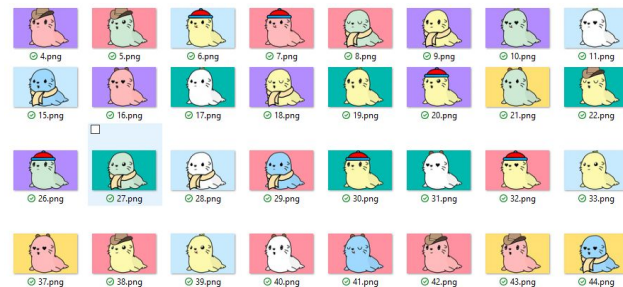 4.png 5.png 6.png 7.png 8.png 9.png 10.png 11.png
15.png 16.png 17.png 18.png 19.png 20.png 21.png 22.png
26.png 27.png 28.png 29.png 30.png 31.png 32.png 33.png
37.png 38.png 39.png 40.png 41.png 42.png 43.png 44.png